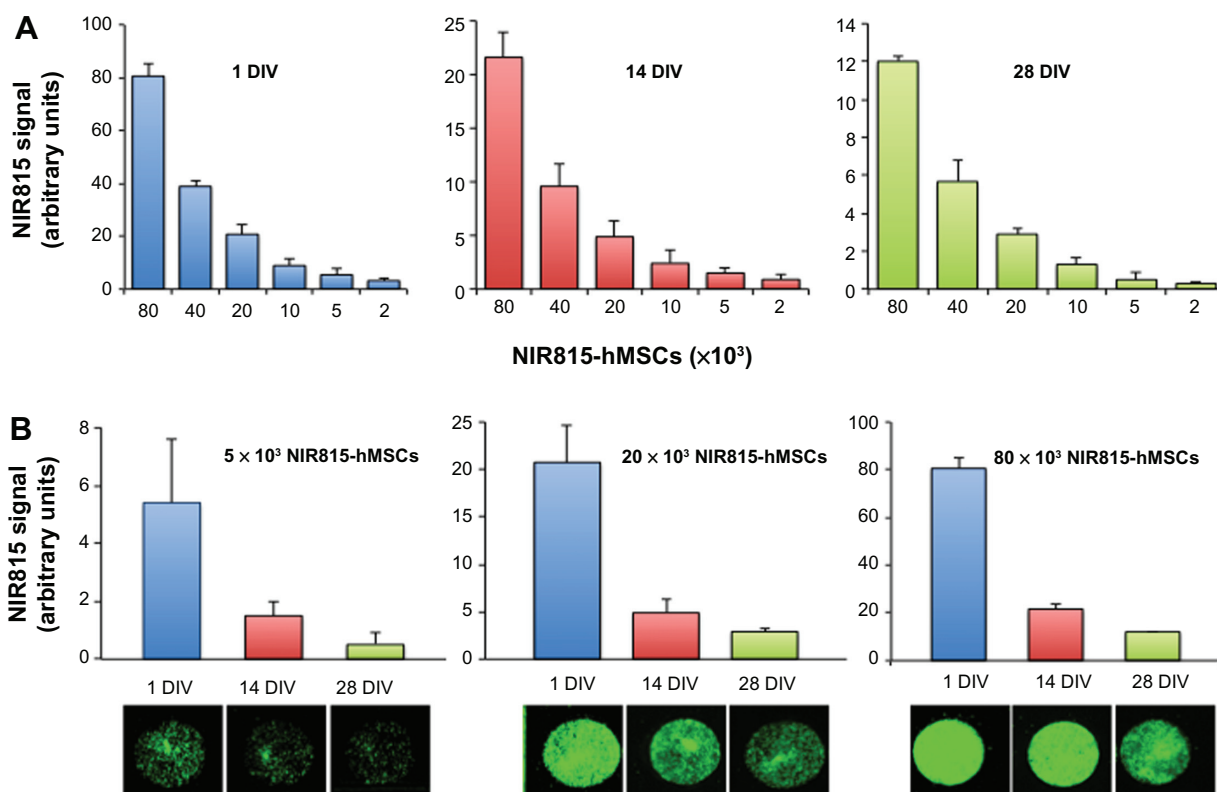 A
NIR815 signal
(arbitrary units)
100
80
60
40
20
0
1 DIV
80 40 20 10 5 2
25
20
15
10
5
0
14 DIV
80 40 20 10 5 2
14
12
10
8
6
4
2
0
28 DIV
80 40 20 10 5 2
NIR815-hMSCs (×10³)
B
NIR815 signal
(arbitrary units)
8
6
4
2
0
5 × 10³ NIR815-hMSCs
1 DIV 14 DIV 28 DIV
25
20
15
10
5
0
20 × 10³ NIR815-hMSCs
1 DIV 14 DIV 28 DIV
100
80
60
40
20
0
80 × 10³ NIR815-hMSCs
1 DIV 14 DIV 28 DIV